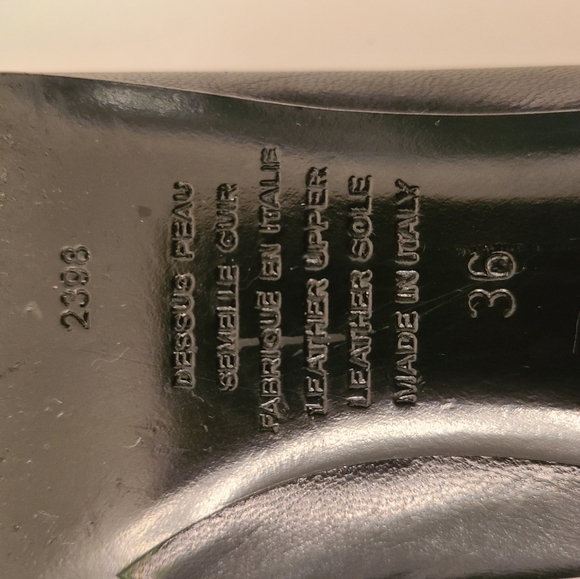 2398
DESSUS PEAU
SEMELLE CUIR
FABRIQUE EN ITALIE
LEATHER UPPER
LEATHER SOLE
MADE IN ITALY
36